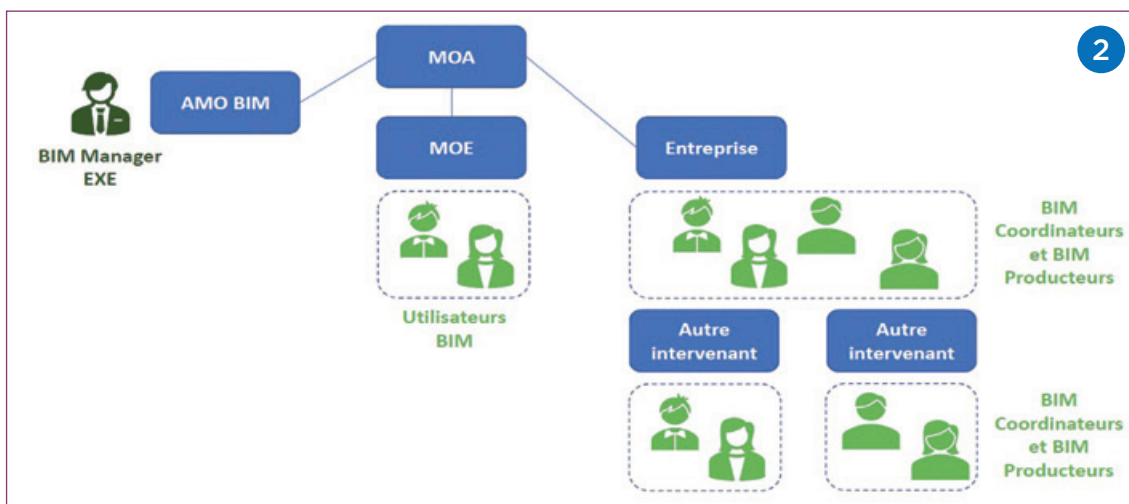 2
MOA
AMO BIM
BIM Manager
EXE
MOE
Entreprise
Utilisateurs
BIM
BIM
Coordinateurs
et BIM
Producteurs
Autre
intervenant
Autre
intervenant
BIM
Coordinateurs
et BIM
Producteurs